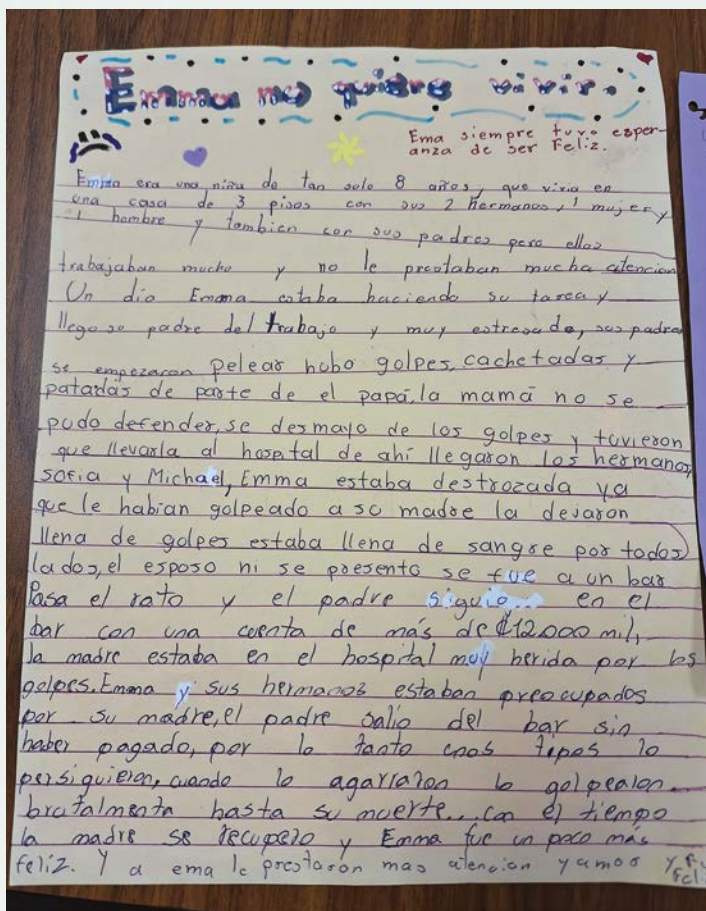 Emma no quiere vivir.
Ema siempre tuvo esper-
anza de ser Feliz.
Emma era una niña de tan solo 8 años, que vivia en
una casa de 3 pisos con sus 2 hermanos, 1 mujer y
1 hombre y tambien con sus padres pero ellos
trabajaban mucho y no le prestaban mucha atencion
Un dia Emma estaba haciendo su tarea y
llego su padre del trabajo y muy estresado, sus padres
se empezaron pelear hubo golpes, cachetadas y
patadas de parte de el papá, la mamá no se
pudo defender, se desmayo de los golpes y tuvieron
que llevarla al hospital de ahí llegaron los hermanos,
sofia y Michael, Emma estaba destrozada ya
que le habian golpeado a su madre la dejaron
llena de golpes estaba llena de sangre por todos
lados, el esposo ni se presento se fue a un bar
Pasa el rato y el padre siguio... en el
bar con una cuenta de más de ₡12.000 mil,
la madre estaba en el hospital muy herida por los
golpes. Emma y sus hermanos estaban preocupados
por su madre, el padre salio del bar sin
haber pagado, por lo tanto unos tipos lo
persiguieron, cuando lo agarraron lo golpearon
brutalmente hasta su muerte... con el tiempo
la madre se recupero y Emma fue un poco más
feliz. Y a ema le prestaron mas atencion y amor y